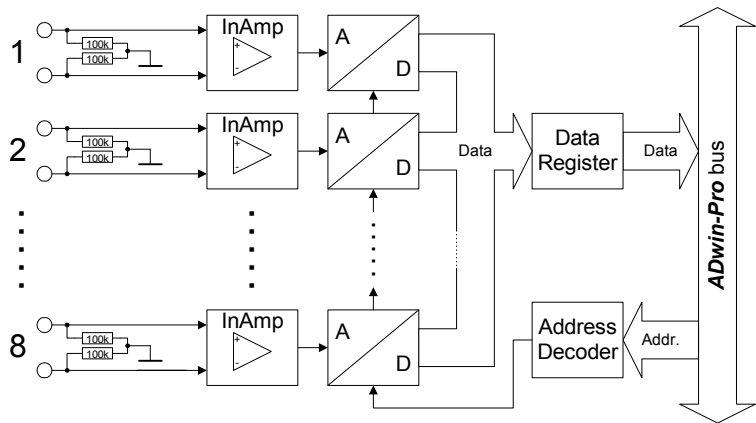 1
100k
100k
InAmp
+
-
A
D
2
100k
100k
InAmp
+
-
A
D
8
100k
100k
InAmp
+
-
A
D
Data
Data
Register
Data
Address
Decoder
Addr.
ADwin-Pro bus